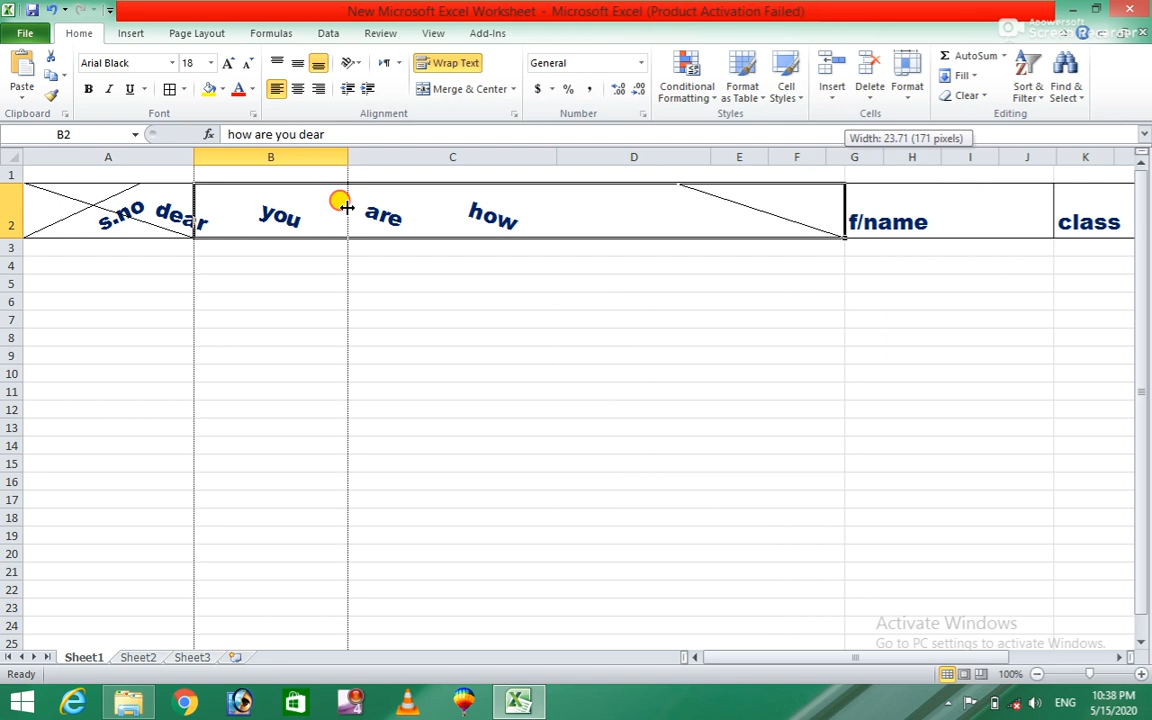 New Microsoft Excel Worksheet - Microsoft Excel (Product Activation Failed)
Apowersoft
Screen Recorder
File Home Insert Page Layout Formulas Data Review View Add-Ins
Paste
Arial Black 18
B I U
Wrap Text
Merge & Center
General
$ % ,
Conditional Formatting
Format as Table
Cell Styles
Insert Delete Format
Σ AutoSum
Fill
Clear
Sort & Filter
Find & Select
Clipboard Font Alignment Number Styles Cells Editing
B2 fx how are you dear
Width: 23.71 (171 pixels)
A B C D E F G H I J K
1
2 s.no dear you are how f/name class
3
4
5
6
7
8
9
10
11
12
13
14
15
16
17
18
19
20
21
22
23
24
25
Activate Windows
Go to PC settings to activate Windows.
Sheet1 Sheet2 Sheet3
Ready 100%
ENG
10:38 PM
5/15/2020